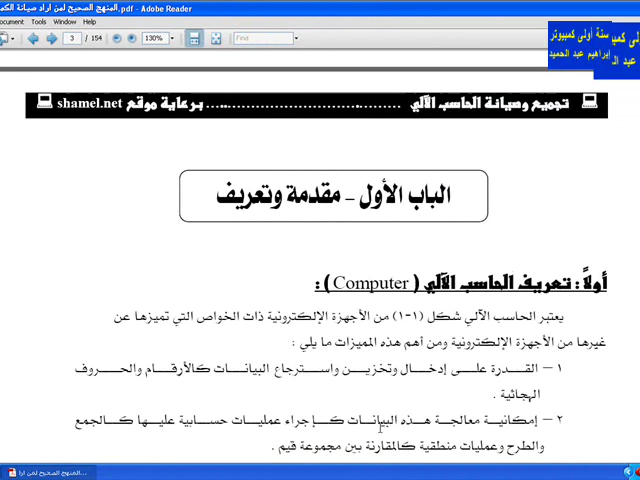 المنهج الصحيح لمن اراد صيانة الكم.pdf - Adobe Reader
Document Tools Window Help
3 / 154 130% Find
سنة أولى كمبيوتر
إبراهيم عبد الحميد
تجميع وصيانة الحاسب الآلي ........................................... برعاية موقع shamel.net
الباب الأول – مقدمة وتعريف
أولاً : تعريف الحاسب الآلي ( Computer ) :
يعتبر الحاسب الآلي شكل (١-١) من الأجهزة الإلكترونية ذات الخواص التي تميزها عن
غيرها من الأجهزة الإلكترونية ومن أهم هذه المميزات ما يلي :
١ – القدرة على إدخال وتخزين واسترجاع البيانات كالأرقام والحروف
الهجائية .
٢ – إمكانية معالجة هذه البيانات كإجراء عمليات حسابية عليها كالجمع
والطرح وعمليات منطقية كالمقارنة بين مجموعة قيم .
المنهج الصحيح لمن ارا...